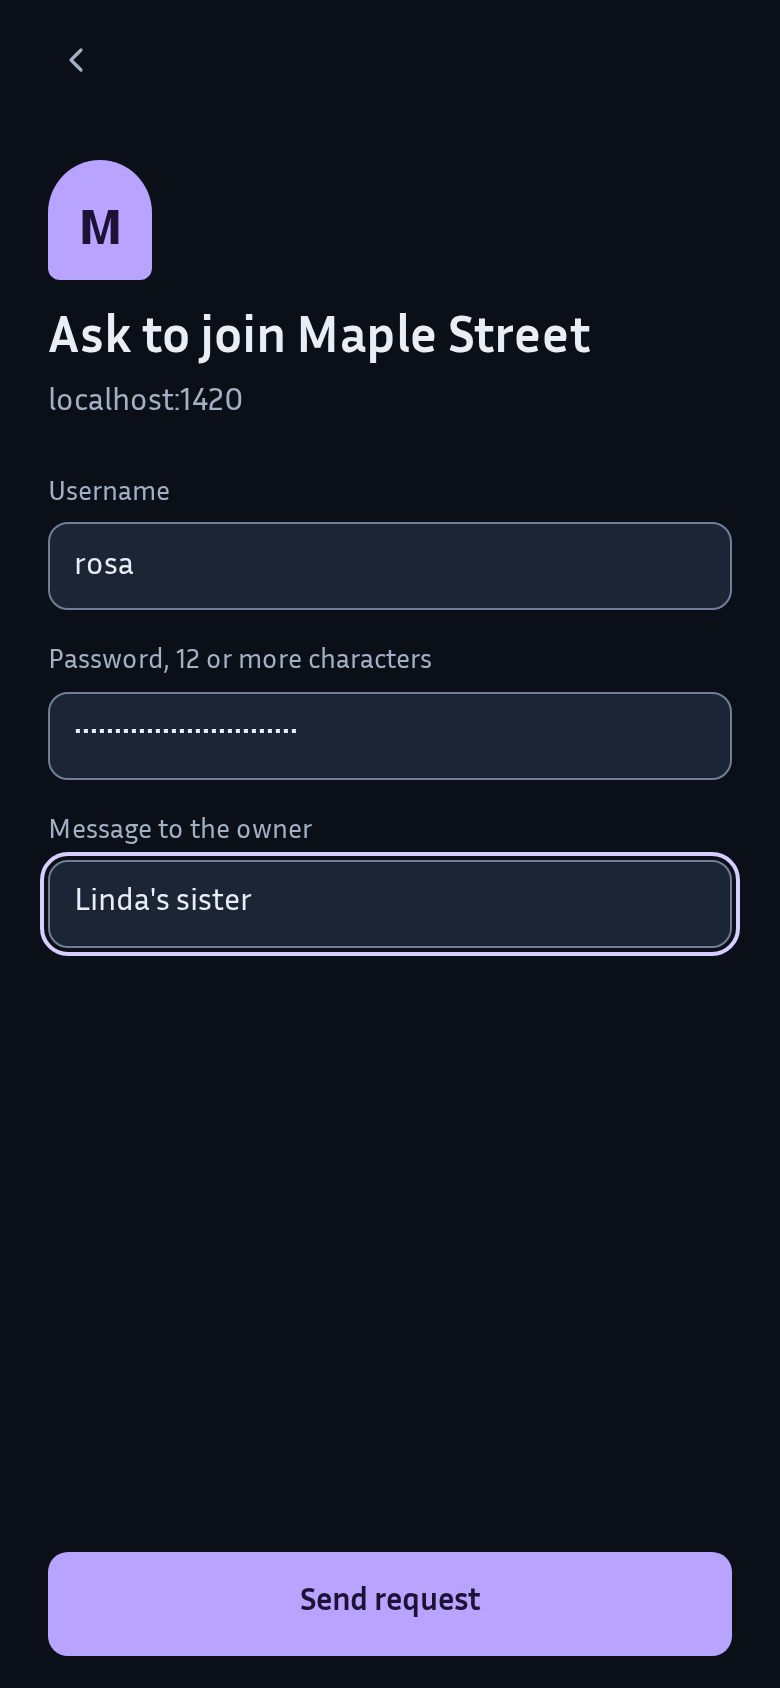 M
Ask to join Maple Street
localhost:1420
Username
rosa
Password, 12 or more characters
••••••••••••••••••••••••••••
Message to the owner
Linda's sister
Send request